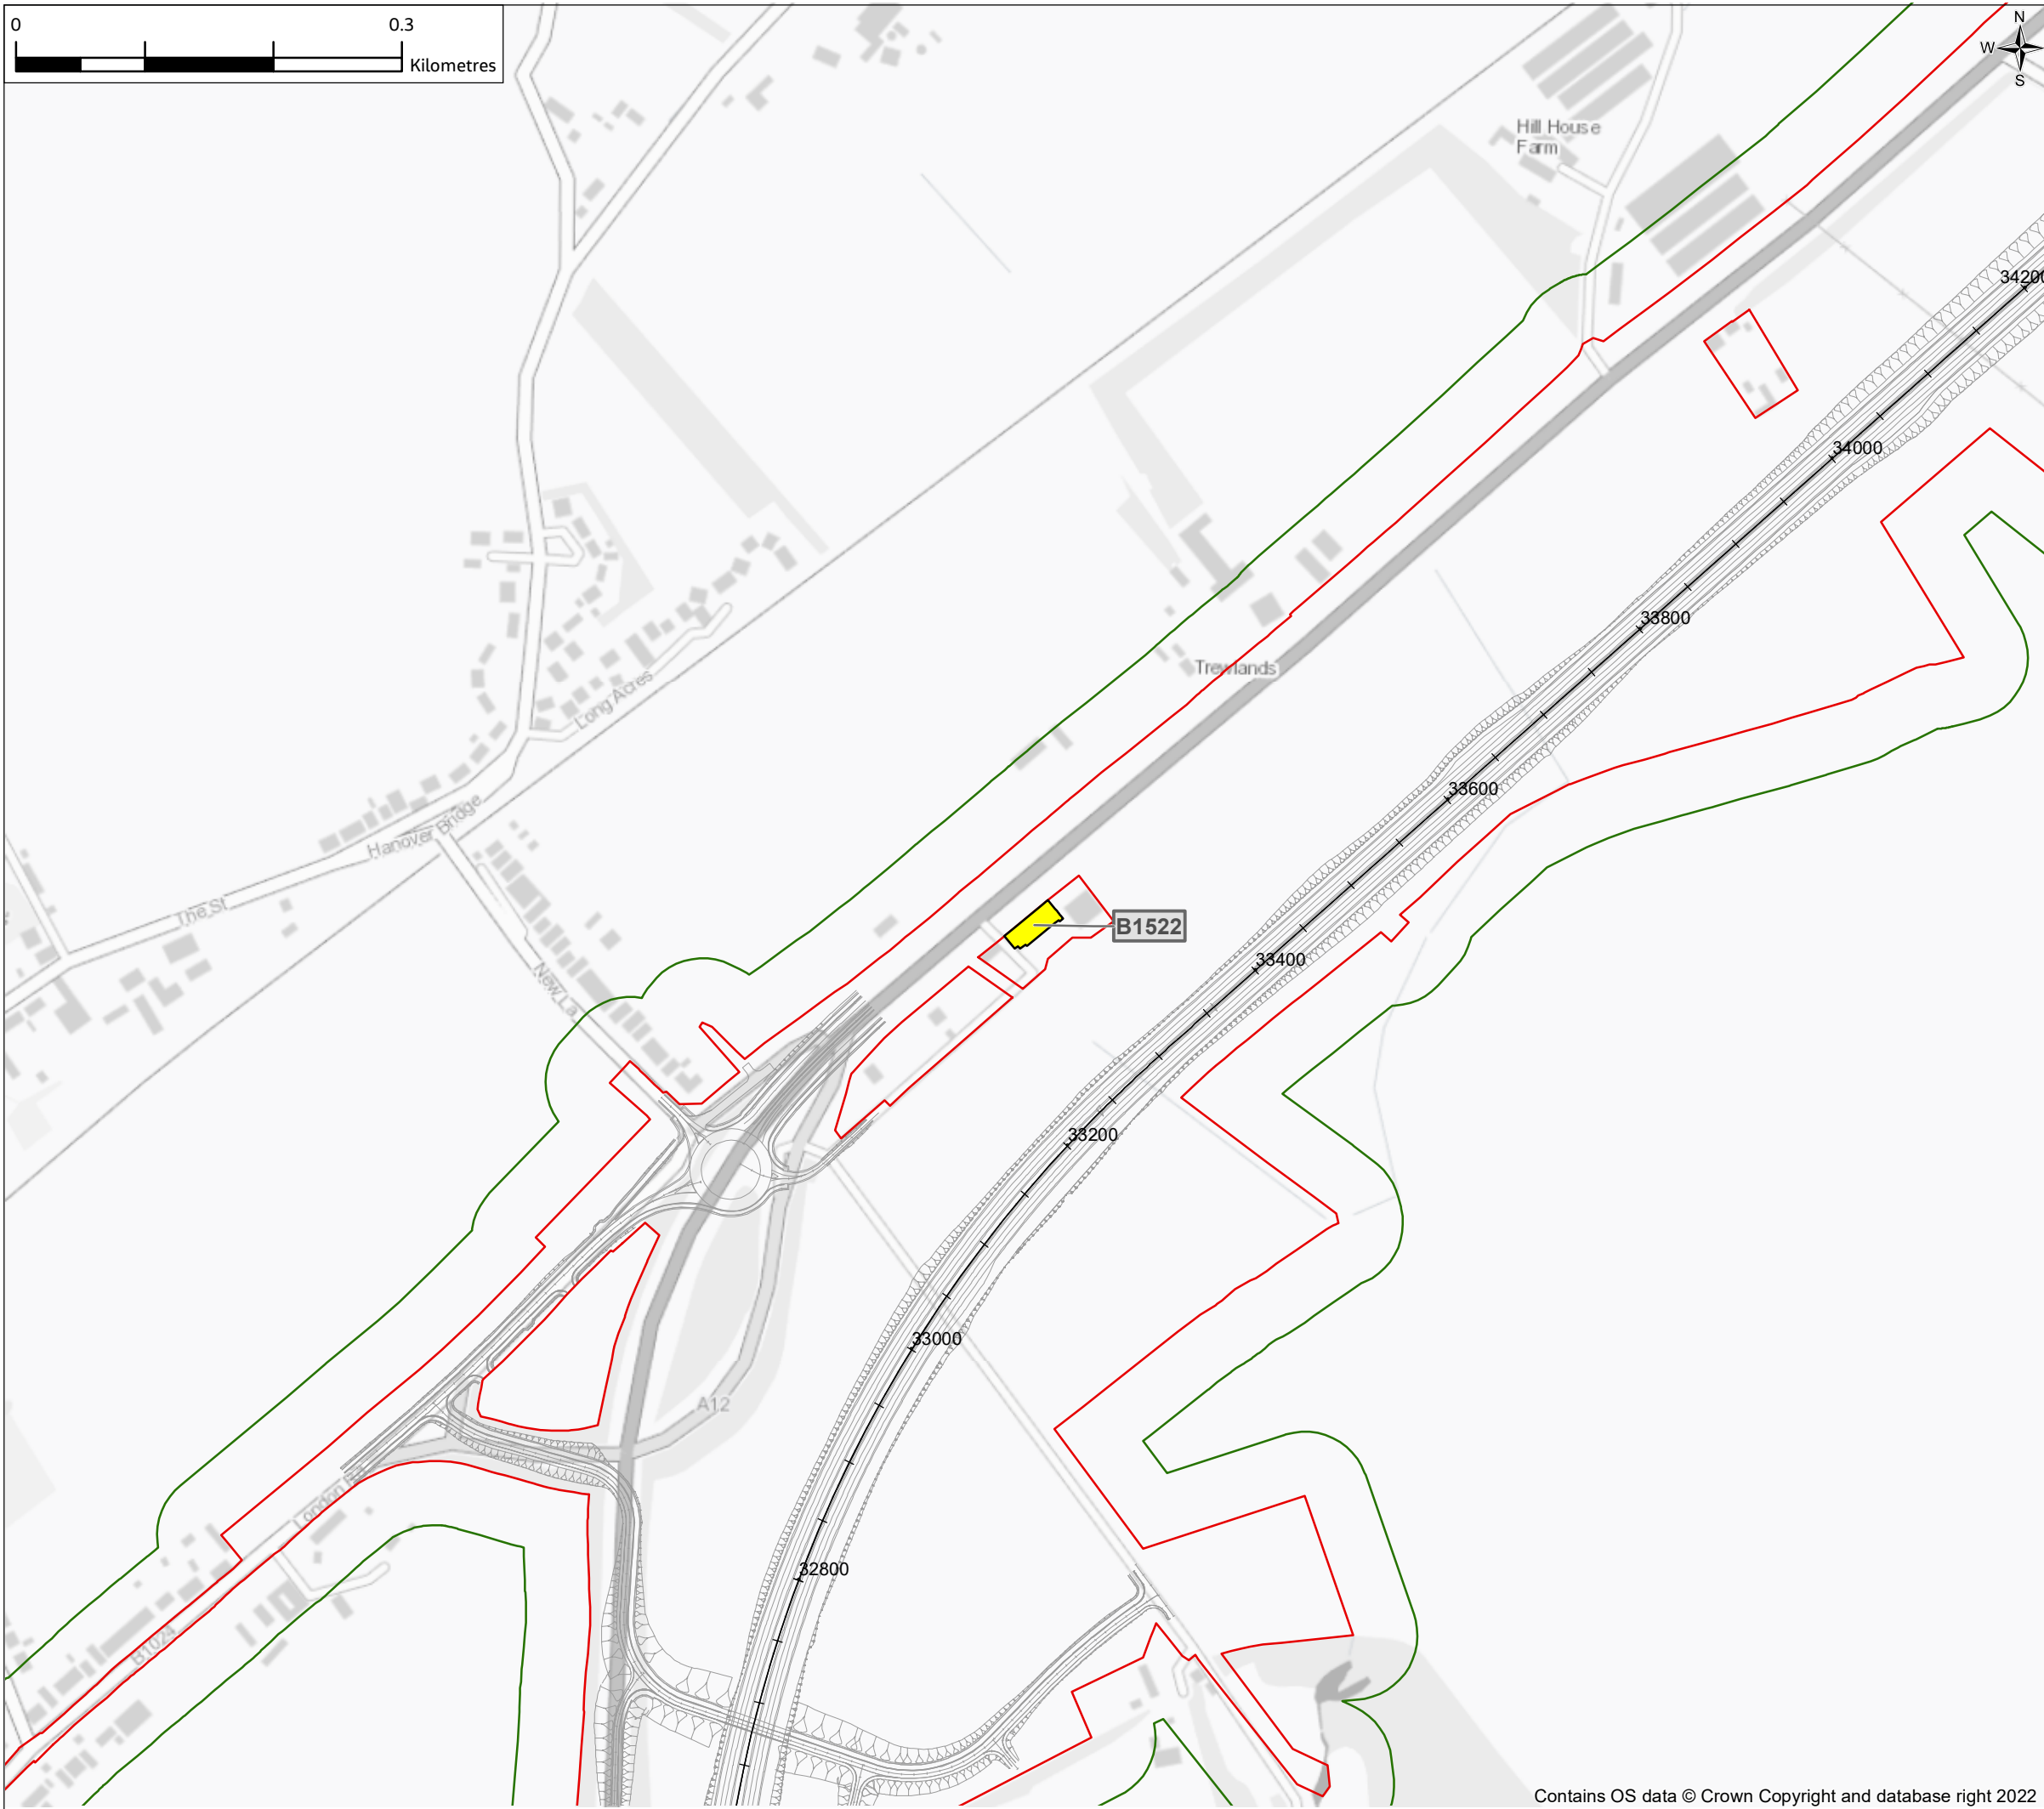 0
0.3
Kilometres
N
W
S
Hill House
Farm
34200
34000
33800
Trewlands
Long Acres
33600
Hanover Bridge
The St
B1522
33400
New La
33200
33000
A12
London Rd
32800
B1024
Contains OS data © Crown Copyright and database right 2022